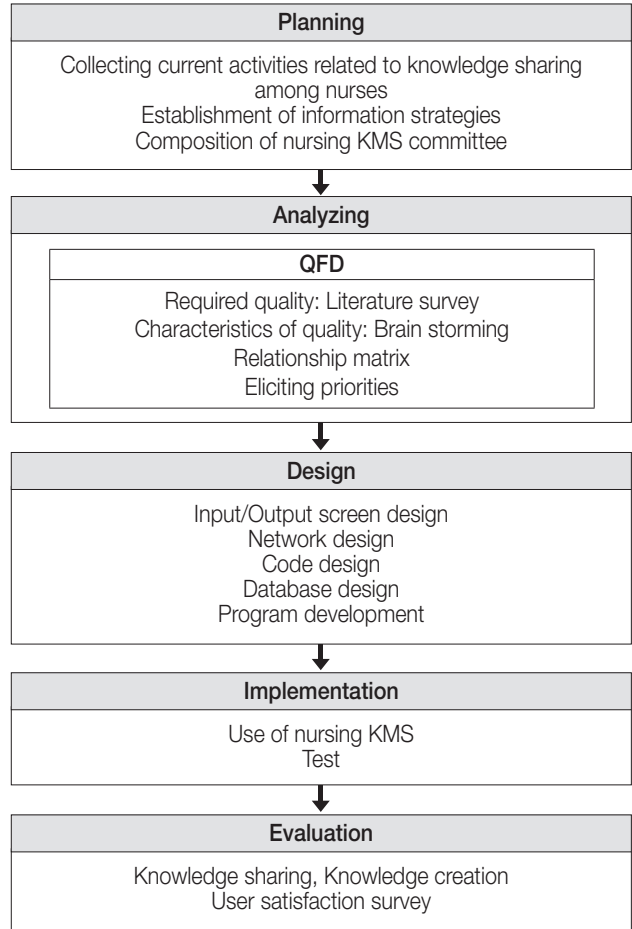 Planning
Collecting current activities related to knowledge sharing
among nurses
Establishment of information strategies
Composition of nursing KMS committee
Analyzing
QFD
Required quality: Literature survey
Characteristics of quality: Brain storming
Relationship matrix
Eliciting priorities
Design
Input/Output screen design
Network design
Code design
Database design
Program development
Implementation
Use of nursing KMS
Test
Evaluation
Knowledge sharing, Knowledge creation
User satisfaction survey